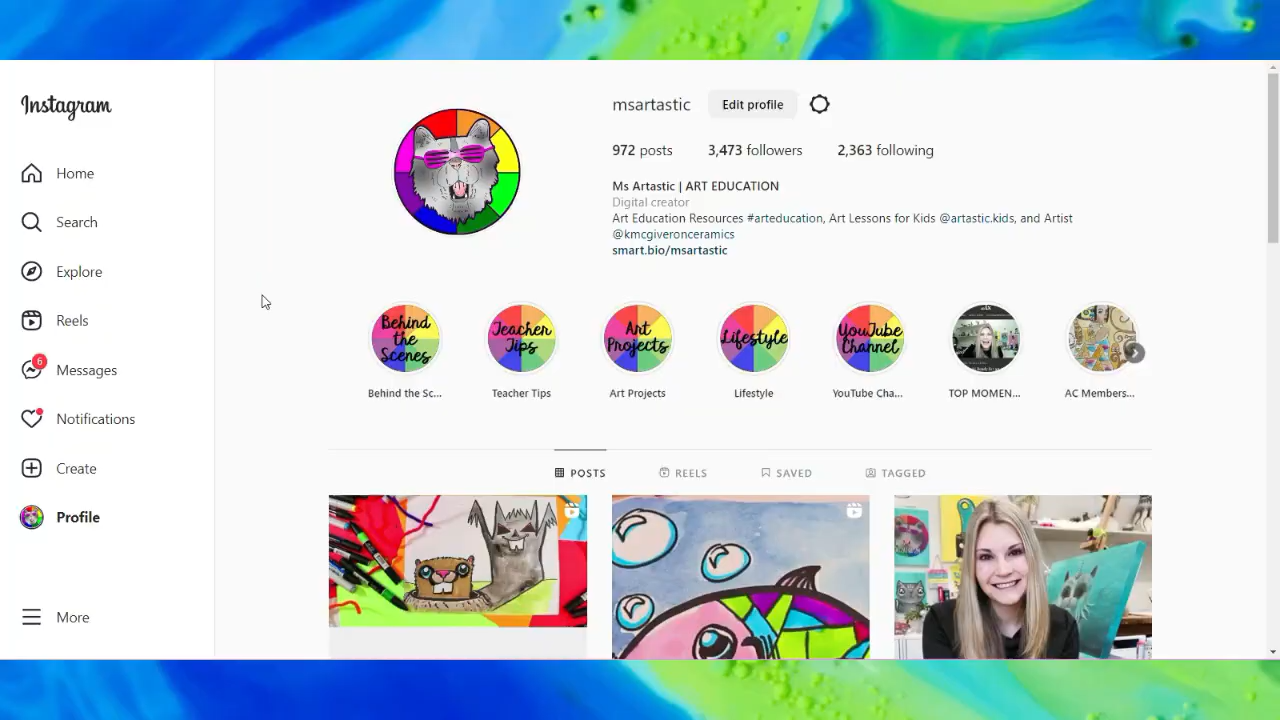 Instagram
Home
Search
Explore
Reels
6
Messages
Notifications
Create
Profile
More
msartastic Edit profile
972 posts 3,473 followers 2,363 following
Ms Artastic | ART EDUCATION
Digital creator
Art Education Resources #arteducation, Art Lessons for Kids @artastic.kids, and Artist
@kmcgiveronceramics
smart.bio/msartastic
Behind
the
Scenes
Teacher
Tips
Art
Projects
Lifestyle
YouTube
Channel
Behind the Sc... Teacher Tips Art Projects Lifestyle YouTube Cha... TOP MOMEN... AC Members...
POSTS REELS SAVED TAGGED